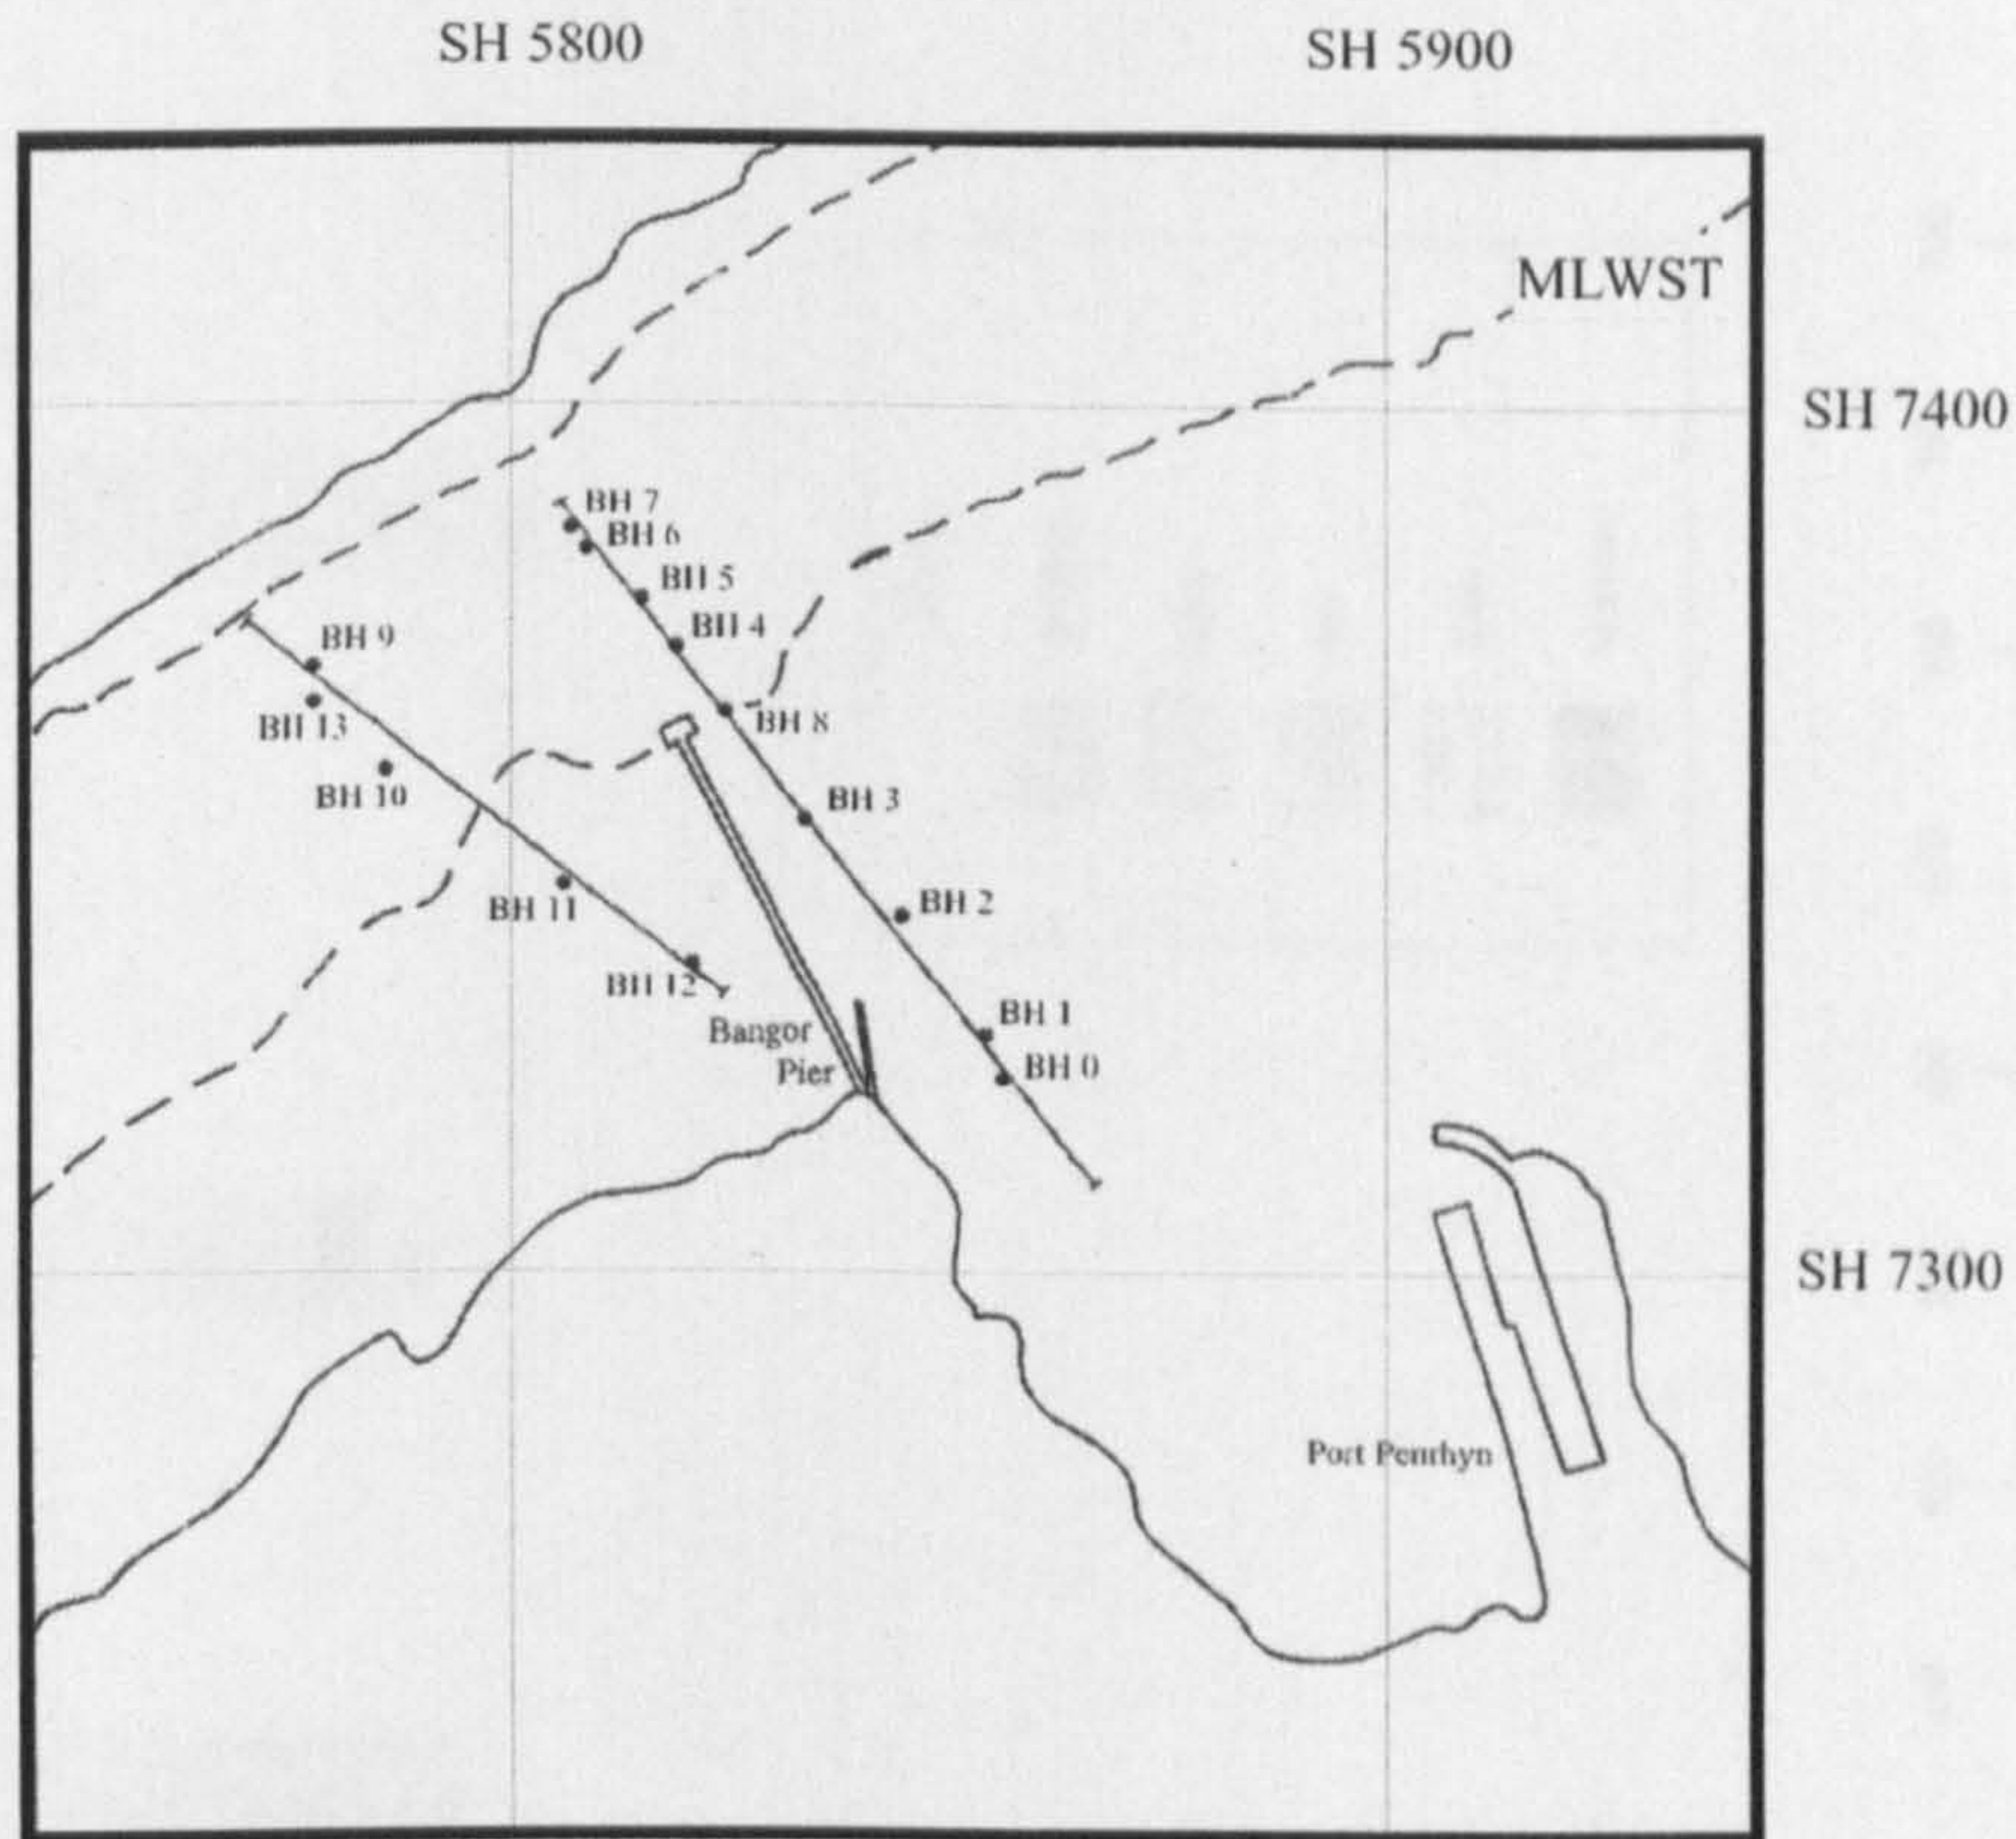 SH 5800
SH 5900
MLWST
SH 7400
BH 7
BH 6
BH 5
BH 4
BH 9
BH 13
BH 8
BH 10
BH 3
BH 11
BH 2
BH 12
BH 1
Bangor
Pier
BH 0
SH 7300
Port Penrhyn